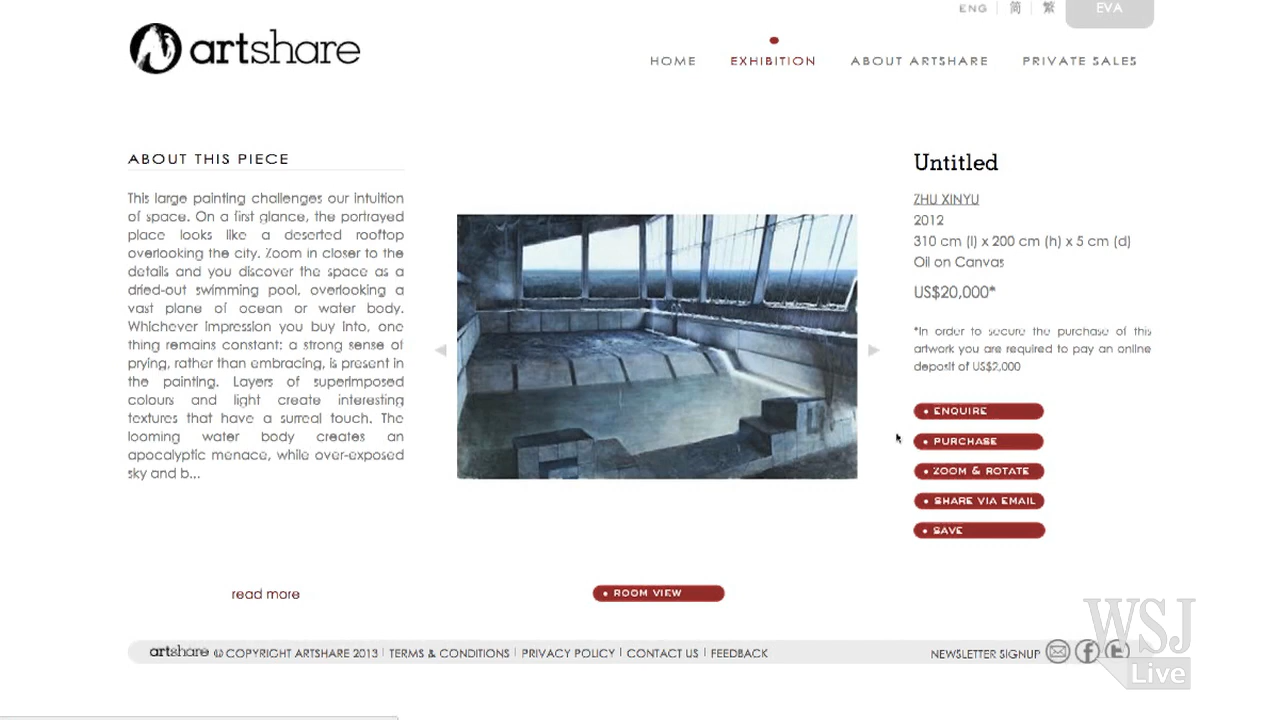 ENG | 简 | 繁
EVA
artshare
HOME
EXHIBITION
ABOUT ARTSHARE
PRIVATE SALES
ABOUT THIS PIECE
This large painting challenges our intuition
of space. On a first glance, the portrayed
place looks like a deserted rooftop
overlooking the city. Zoom in closer to the
details and you discover the space as a
dried-out swimming pool, overlooking a
vast plane of ocean or water body.
Whichever impression you buy into, one
thing remains constant: a strong sense of
prying, rather than embracing, is present in
the painting. Layers of superimposed
colours and light create interesting
textures that have a surreal touch. The
looming water body creates an
apocalyptic menace, while over-exposed
sky and b...
read more
ROOM VIEW
Untitled
ZHU XINYU
2012
310 cm (l) x 200 cm (h) x 5 cm (d)
Oil on Canvas
US$20,000*
*In order to secure the purchase of this
artwork you are required to pay an online
deposit of US$2,000
• ENQUIRE
• PURCHASE
• ZOOM & ROTATE
• SHARE VIA EMAIL
• SAVE
artshare © COPYRIGHT ARTSHARE 2013 | TERMS & CONDITIONS | PRIVACY POLICY | CONTACT US | FEEDBACK
NEWSLETTER SIGNUP
WSJ
Live